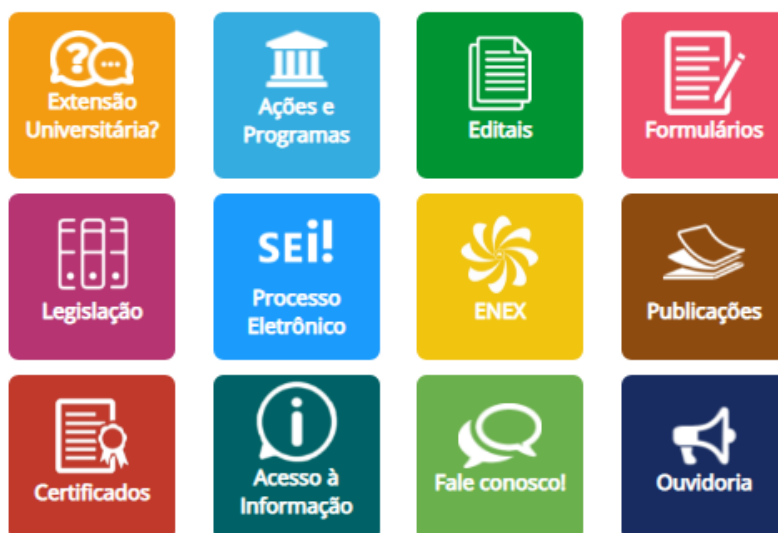 Extensão
Universitária?
Ações e
Programas
Editais
Formulários
Legislação
sei!
Processo
Eletrônico
ENEX
Publicações
Certificados
Acesso à
Informação
Fale conosco!
Ouvidoria